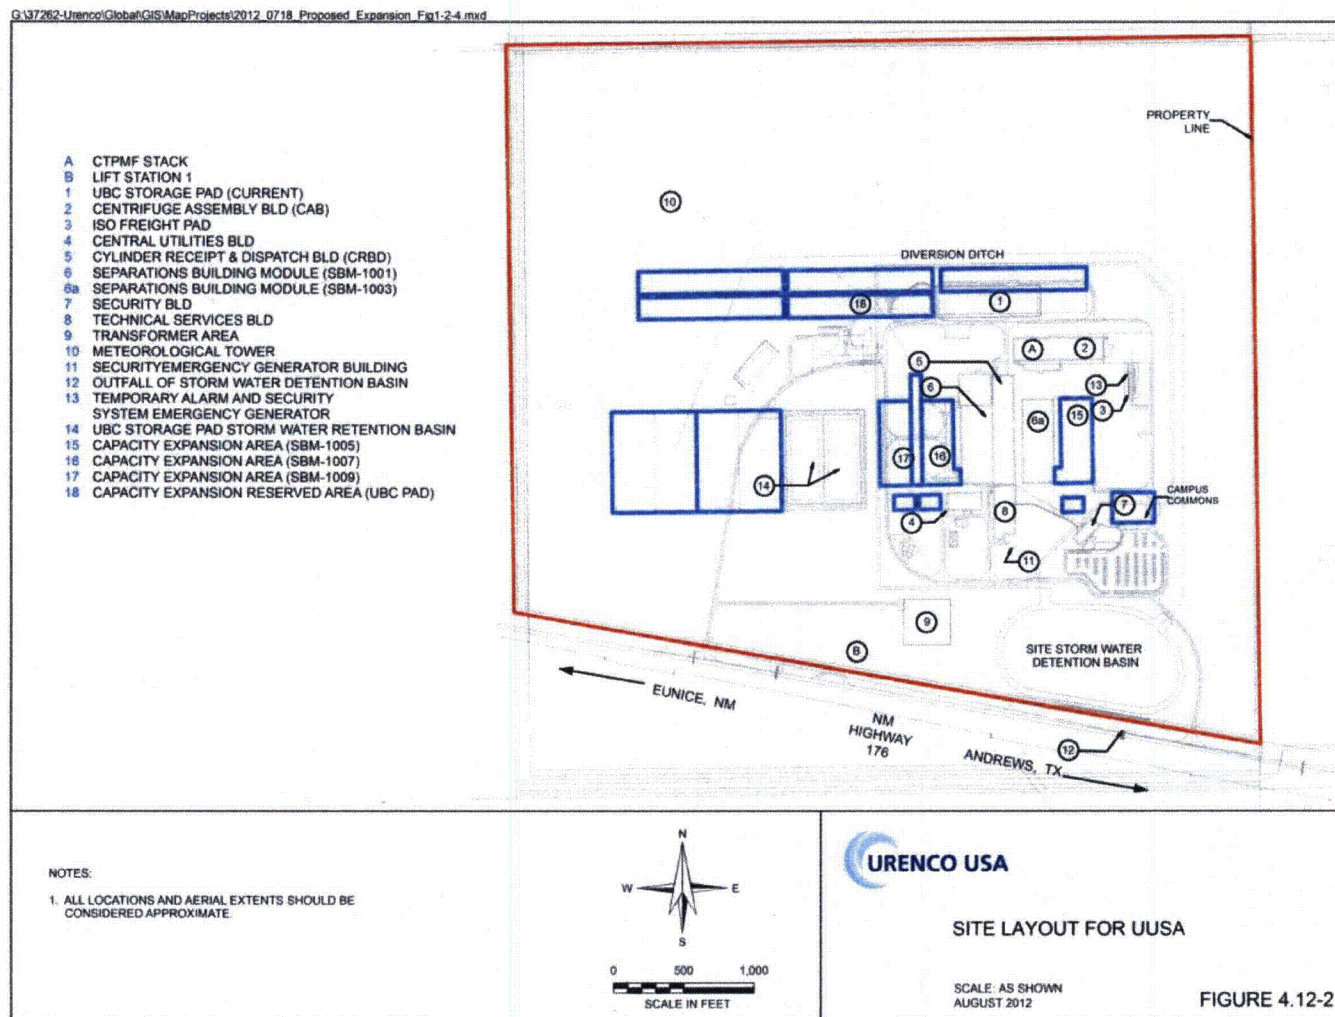 G:\37262-Urenco\Global\GIS\MapProjects\2012_0718_Proposed_Expansion_Fig1-2-4.mxd
A CTPMF STACK
B LIFT STATION 1
1 UBC STORAGE PAD (CURRENT)
2 CENTRIFUGE ASSEMBLY BLD (CAB)
3 ISO FREIGHT PAD
4 CENTRAL UTILITIES BLD
5 CYLINDER RECEIPT & DISPATCH BLD (CRBD)
6 SEPARATIONS BUILDING MODULE (SBM-1001)
6a SEPARATIONS BUILDING MODULE (SBM-1003)
7 SECURITY BLD
8 TECHNICAL SERVICES BLD
9 TRANSFORMER AREA
10 METEOROLOGICAL TOWER
11 SECURITYEMERGENCY GENERATOR BUILDING
12 OUTFALL OF STORM WATER DETENTION BASIN
13 TEMPORARY ALARM AND SECURITY
SYSTEM EMERGENCY GENERATOR
14 UBC STORAGE PAD STORM WATER RETENTION BASIN
15 CAPACITY EXPANSION AREA (SBM-1005)
16 CAPACITY EXPANSION AREA (SBM-1007)
17 CAPACITY EXPANSION AREA (SBM-1009)
18 CAPACITY EXPANSION RESERVED AREA (UBC PAD)
PROPERTY
LINE
10
DIVERSION DITCH
18
1
A
2
5
6
13
3
15
6a
17
16
14
CAMPUS
COMMONS
7
4
8
11
9
B
SITE STORM WATER
DETENTION BASIN
EUNICE, NM
NM
HIGHWAY
176
12
ANDREWS, TX
NOTES:
1. ALL LOCATIONS AND AERIAL EXTENTS SHOULD BE
CONSIDERED APPROXIMATE.
N
W E
S
0 500 1,000
SCALE IN FEET
URENCO USA
SITE LAYOUT FOR UUSA
SCALE: AS SHOWN
AUGUST 2012
FIGURE 4.12-2